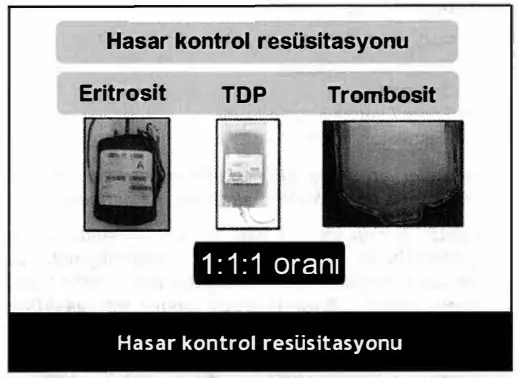 Hasar kontrol resüsitasyonu
Eritrosit TDP Trombosit
1:1:1 oranı
Hasar kontrol resüsitasyonu